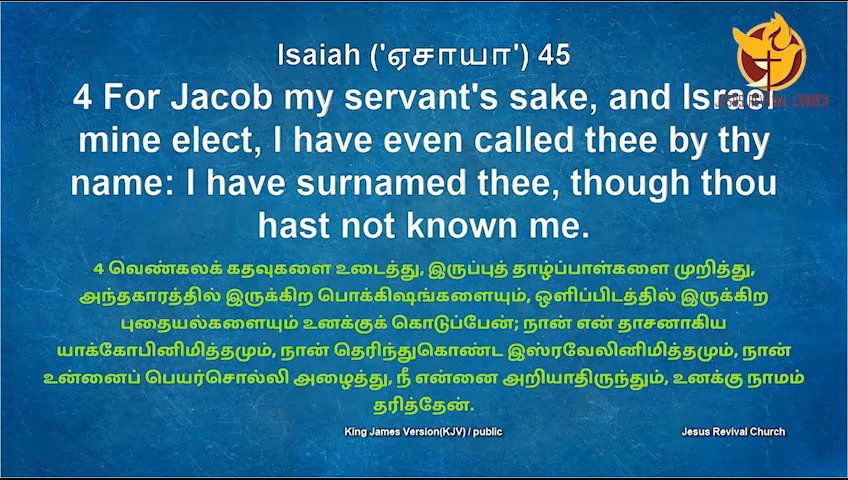 Isaiah ('ஏசாயா') 45
4 For Jacob my servant's sake, and Israel
mine elect, I have even called thee by thy
name: I have surnamed thee, though thou
hast not known me.
4 வெண்கலக் கதவுகளை உடைத்து, இருப்புத் தாழ்ப்பாள்களை முறித்து,
அந்தகாரத்தில் இருக்கிற பொக்கிஷங்களையும், ஒளிப்பிடத்தில் இருக்கிற
புதையல்களையும் உனக்குக் கொடுப்பேன்; நான் என் தாசனாகிய
யாக்கோபினிமித்தமும், நான் தெரிந்துகொண்ட இஸ்ரவேலினிமித்தமும், நான்
உன்னைப் பெயர்சொல்லி அழைத்து, நீ என்னை அறியாதிருந்தும், உனக்கு நாமம்
தரித்தேன்.
King James Version(KJV) / public
Jesus Revival Church
JESUS REVIVAL CHURCH